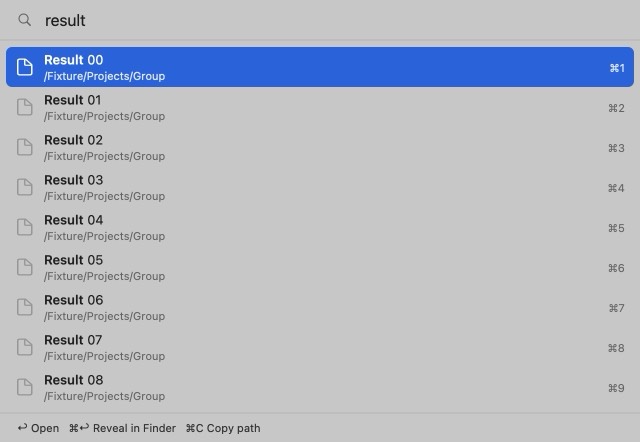 result
Result 00
/Fixture/Projects/Group
⌘1
Result 01
/Fixture/Projects/Group
⌘2
Result 02
/Fixture/Projects/Group
⌘3
Result 03
/Fixture/Projects/Group
⌘4
Result 04
/Fixture/Projects/Group
⌘5
Result 05
/Fixture/Projects/Group
⌘6
Result 06
/Fixture/Projects/Group
⌘7
Result 07
/Fixture/Projects/Group
⌘8
Result 08
/Fixture/Projects/Group
⌘9
↩ Open ⌘↩ Reveal in Finder ⌘C Copy path